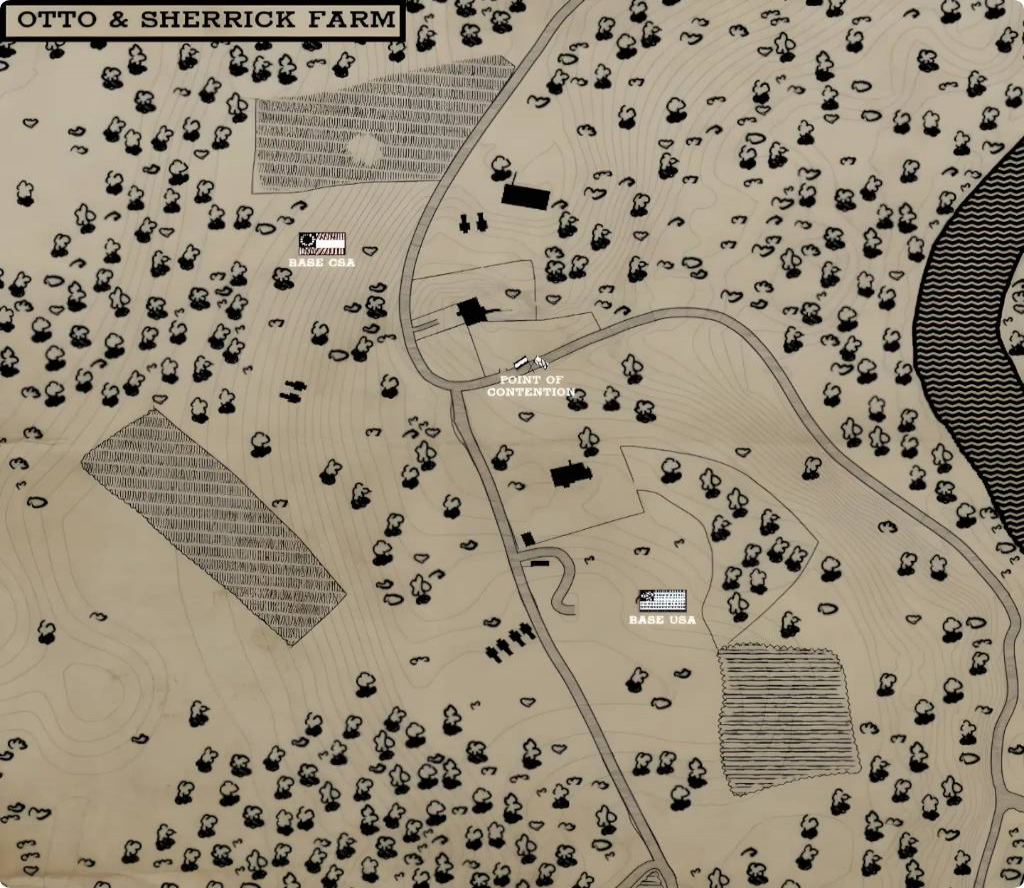 OTTO & SHERRICK FARM
BASE CSA
POINT OF
CONTENTION
BASE USA